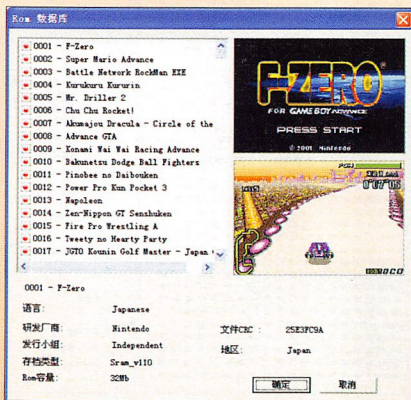 Rom 数据库
0001 - F-Zero
0002 - Super Mario Advance
0003 - Battle Network RockMan EXE
0004 - Kurukuru Kururin
0005 - Mr. Driller 2
0006 - Chu Chu Rocket!
0007 - Akumajou Dracula - Circle of the
0008 - Advance GTA
0009 - Konami Wai Wai Racing Advance
0010 - Bakunetsu Dodge Ball Fighters
0011 - Pinobee no Daibouken
0012 - Power Pro Kun Pocket 3
0013 - Napoleon
0014 - Zen-Nippon GT Senshuken
0015 - Fire Pro Wrestling A
0016 - Tweety no Hearty Party
0017 - JGTO Kounin Golf Master - Japan
F-ZERO
FOR GAME BOY ADVANCE
PRESS START
© 2001 Nintendo
0'07"05
0001 - F-Zero
语言: Japanese
研发厂商: Nintendo 文件CRC : 25E3FC9A
发行小组: Independent 地区: Japan
存档类型: Sram_v110
Rom容量: 32Mb
确定 取消